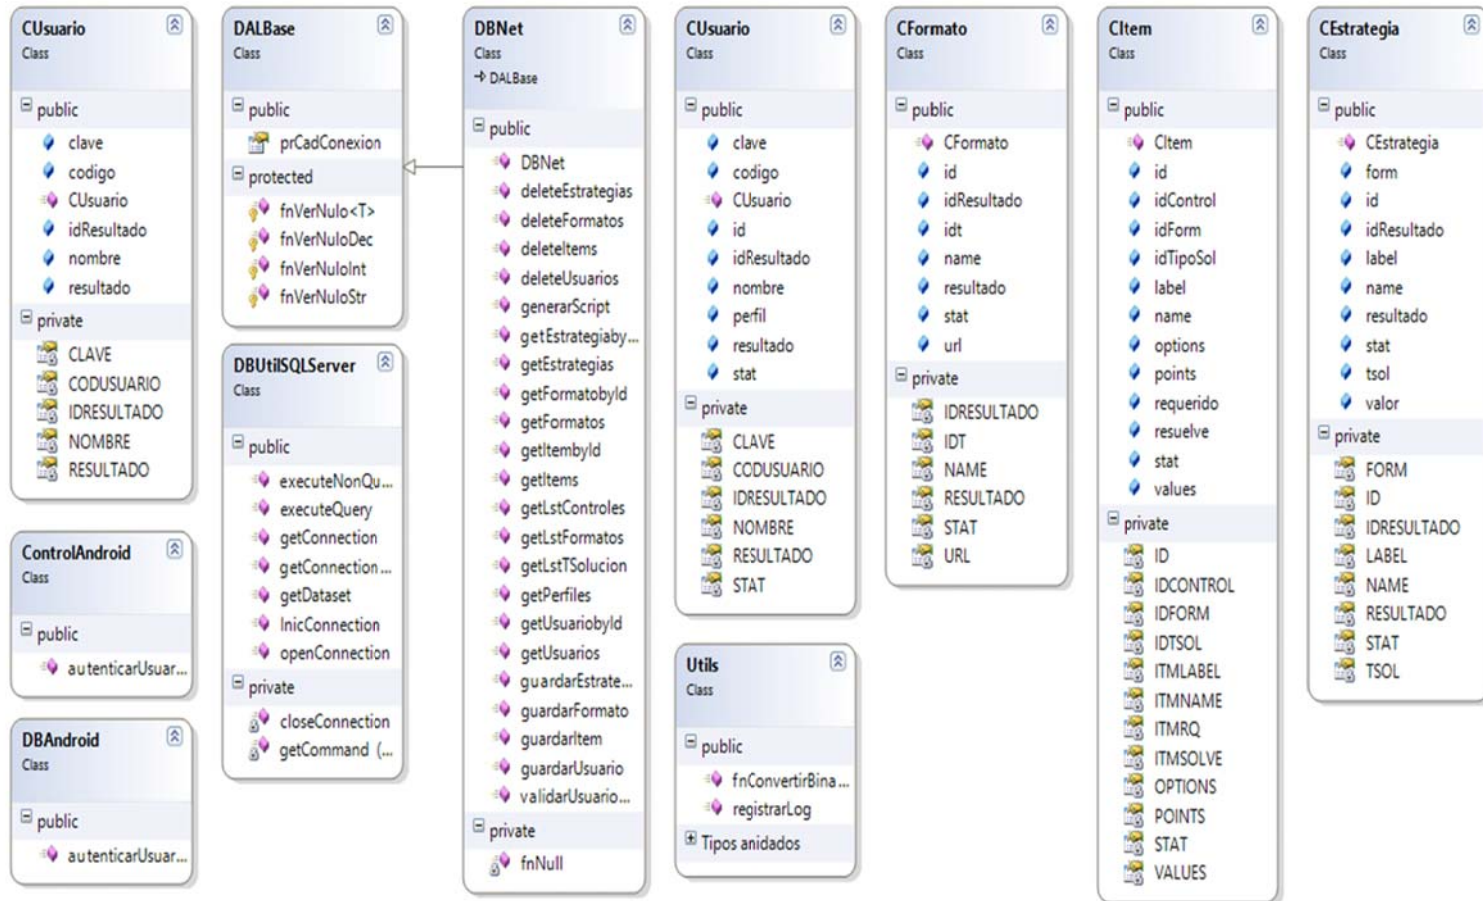 CUsuario
Class
public
clave
codigo
CUsuario
idResultado
nombre
resultado
private
CLAVE
CODUSUARIO
IDRESULTADO
NOMBRE
RESULTADO
ControlAndroid
Class
public
autenticarUsuar...
DBAndroid
Class
public
autenticarUsuar...
DALBase
Class
public
prCadConexion
protected
fnVerNulo<T>
fnVerNuloDec
fnVerNuloInt
fnVerNuloStr
DBUtilSQLServer
Class
public
executeNonQu...
executeQuery
getConnection
getConnection...
getDataset
InicConnection
openConnection
private
closeConnection
getCommand (...
DBNet
Class
DALBase
public
DBNet
deleteEstrategias
deleteFormatos
deleteItems
deleteUsuarios
generarScript
getEstrategiaby...
getEstrategias
getFormatobyId
getFormatos
getItembyId
getItems
getLstControles
getLstFormatos
getLstTSolucion
getPerfiles
getUsuariobyId
getUsuarios
guardarEstrate...
guardarFormato
guardarItem
guardarUsuario
validarUsuario...
private
fnNull
CUsuario
Class
public
clave
codigo
CUsuario
id
idResultado
nombre
perfil
resultado
stat
private
CLAVE
CODUSUARIO
IDRESULTADO
NOMBRE
RESULTADO
STAT
Utils
Class
public
fnConvertirBina...
registrarLog
Tipos anidados
CFormato
Class
public
CFormato
id
idResultado
idt
name
resultado
stat
url
private
IDRESULTADO
IDT
NAME
RESULTADO
STAT
URL
CItem
Class
public
CItem
id
idControl
idForm
idTipoSol
label
name
options
points
requerido
resuelve
stat
values
private
ID
IDCONTROL
IDFORM
IDTSOL
ITMLABEL
ITMNAME
ITMRQ
ITMSOLVE
OPTIONS
POINTS
STAT
VALUES
CEstrategia
Class
public
CEstrategia
form
id
idResultado
label
name
resultado
stat
tsol
valor
private
FORM
ID
IDRESULTADO
LABEL
NAME
RESULTADO
STAT
TSOL